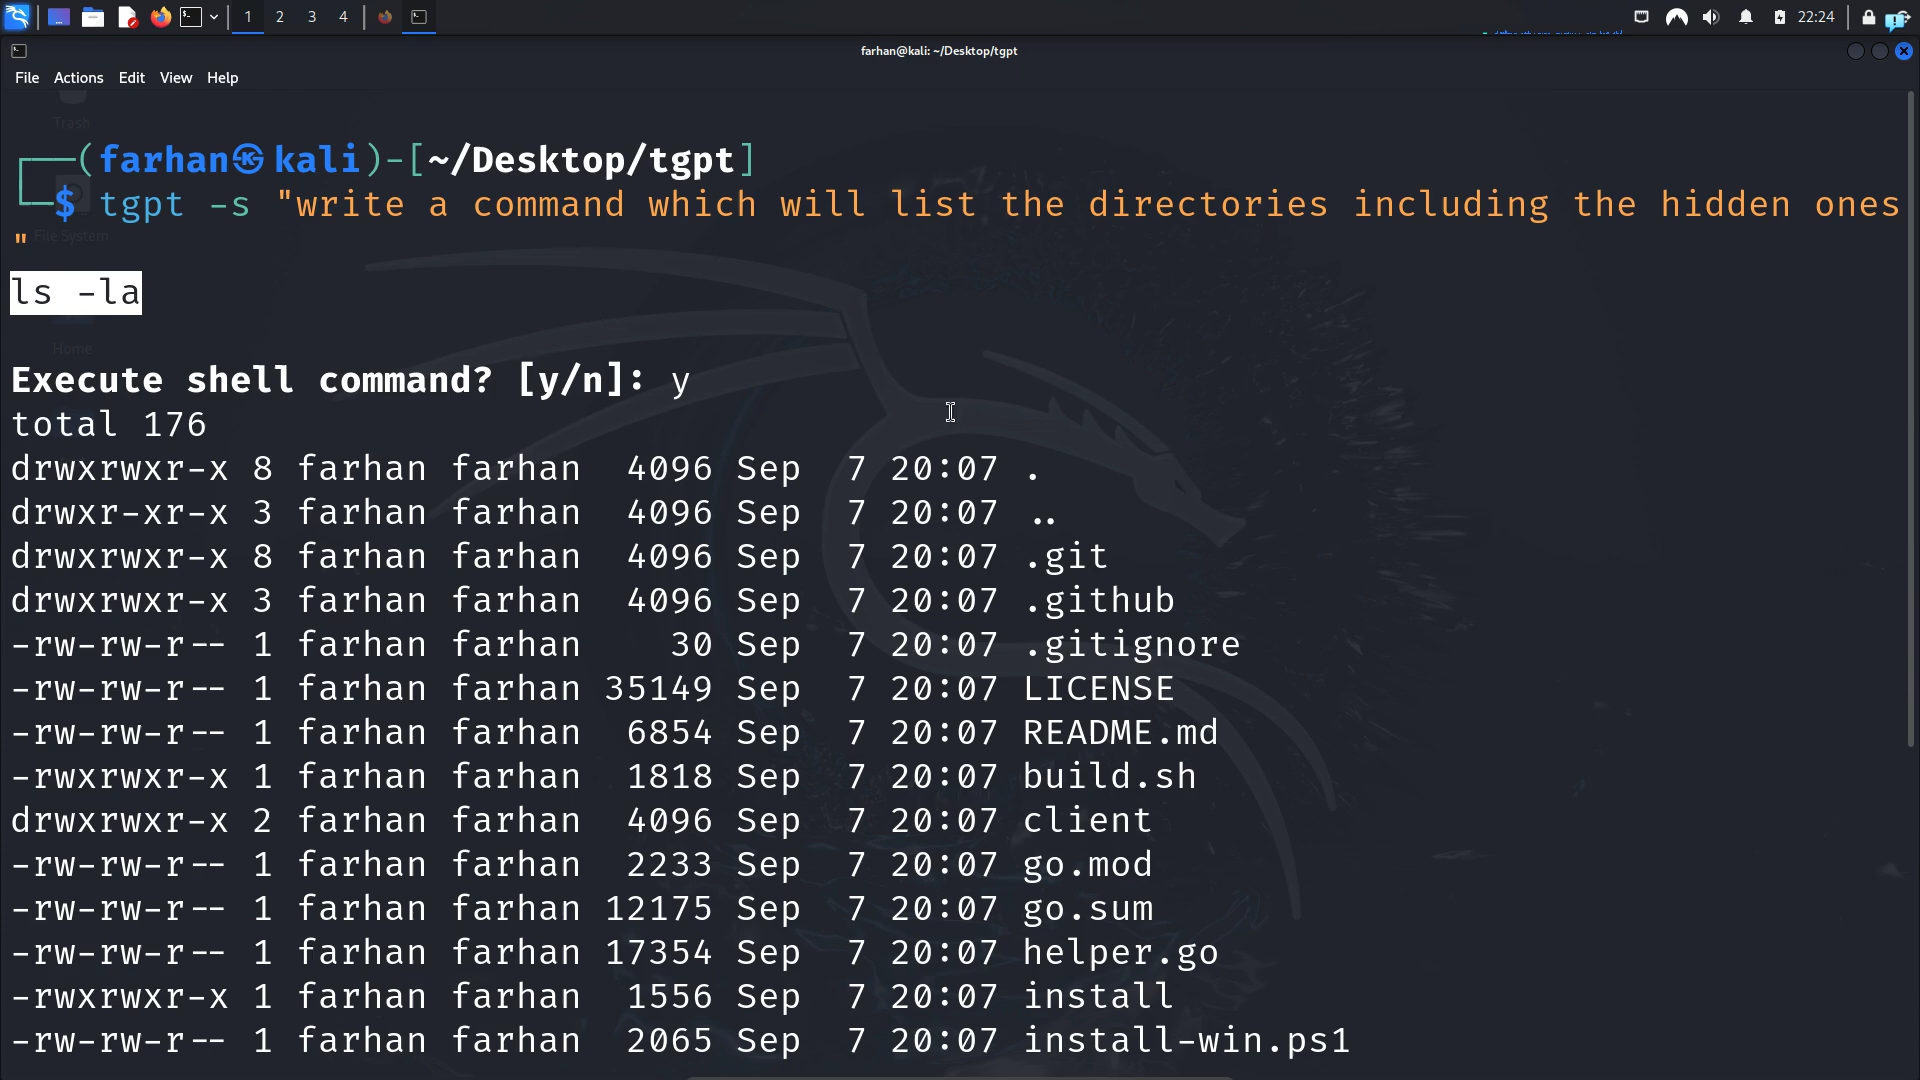 1 2 3 4 22:24
farhan@kali: ~/Desktop/tgpt
File Actions Edit View Help
Trash
┌──(farhan㉿kali)-[~/Desktop/tgpt]
└─$ tgpt -s "write a command which will list the directories including the hidden ones
"
File System
ls -la
Home
Execute shell command? [y/n]: y
total 176
drwxrwxr-x 8 farhan farhan  4096 Sep  7 20:07 .
drwxr-xr-x 3 farhan farhan  4096 Sep  7 20:07 ..
drwxrwxr-x 8 farhan farhan  4096 Sep  7 20:07 .git
drwxrwxr-x 3 farhan farhan  4096 Sep  7 20:07 .github
-rw-rw-r-- 1 farhan farhan    30 Sep  7 20:07 .gitignore
-rw-rw-r-- 1 farhan farhan 35149 Sep  7 20:07 LICENSE
-rw-rw-r-- 1 farhan farhan  6854 Sep  7 20:07 README.md
-rwxrwxr-x 1 farhan farhan  1818 Sep  7 20:07 build.sh
drwxrwxr-x 2 farhan farhan  4096 Sep  7 20:07 client
-rw-rw-r-- 1 farhan farhan  2233 Sep  7 20:07 go.mod
-rw-rw-r-- 1 farhan farhan 12175 Sep  7 20:07 go.sum
-rw-rw-r-- 1 farhan farhan 17354 Sep  7 20:07 helper.go
-rwxrwxr-x 1 farhan farhan  1556 Sep  7 20:07 install
-rw-rw-r-- 1 farhan farhan  2065 Sep  7 20:07 install-win.ps1